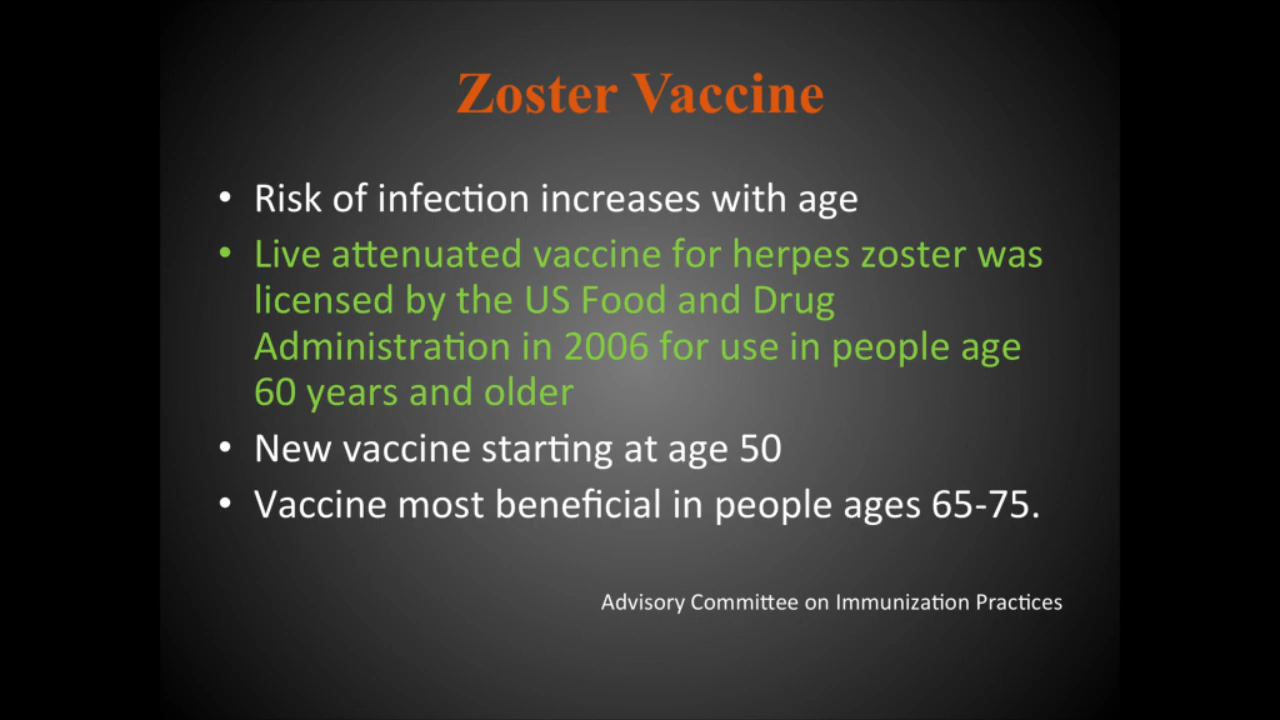 Zoster Vaccine
• Risk of infection increases with age
• Live attenuated vaccine for herpes zoster was
licensed by the US Food and Drug
Administration in 2006 for use in people age
60 years and older
• New vaccine starting at age 50
• Vaccine most beneficial in people ages 65-75.
Advisory Committee on Immunization Practices